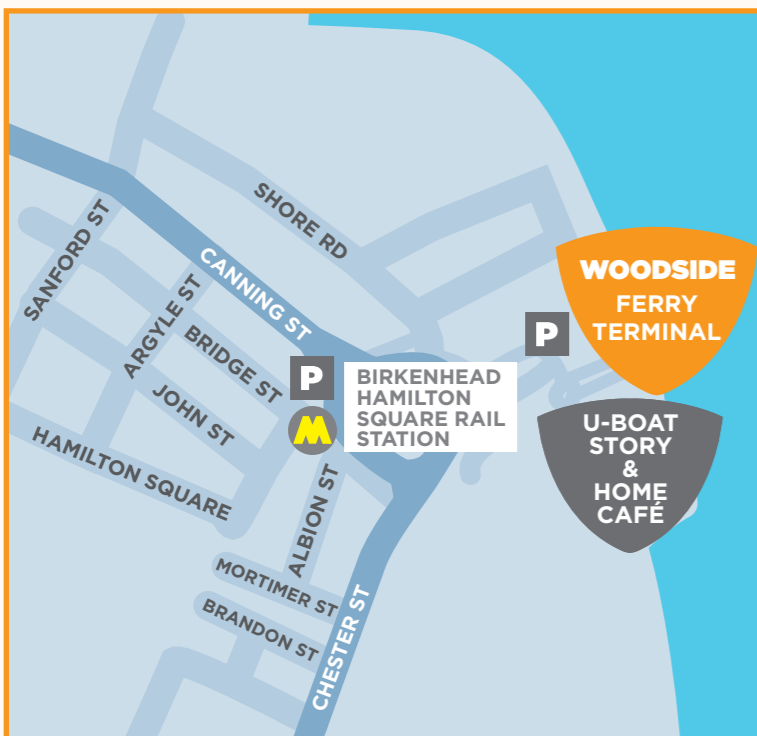 SHORE RD
SANFORD ST
CANNING ST
WOODSIDE
FERRY
TERMINAL
ARGYLE ST
BRIDGE ST
P
P
BIRKENHEAD
HAMILTON
SQUARE RAIL
STATION
M
JOHN ST
HAMILTON SQUARE
U-BOAT
STORY
&
HOME
CAFÉ
ALBION ST
MORTIMER ST
BRANDON ST
CHESTER ST